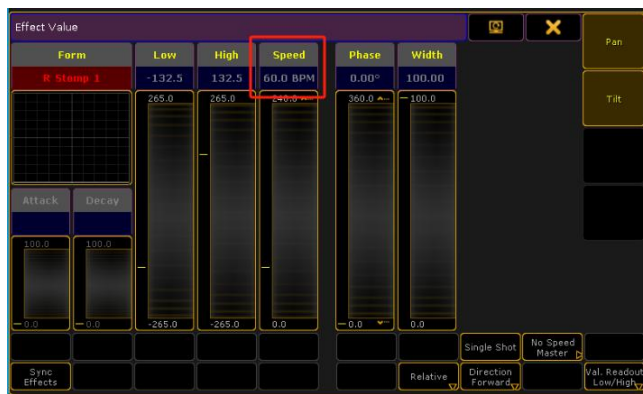 Effect Value
Pan
Form Low High Speed Phase Width
R Stomp 1 -132.5 132.5 60.0 BPM 0.00° 100.00
265.0 265.0 240.0 360.0 100.0
Tilt
Attack Decay
100.0 100.0
0.0 0.0 -265.0 -265.0 0.0 0.0 0.0
Single Shot No Speed
Master
Sync
Effects
Relative
Direction
Forward
Val. Readout
Low/High